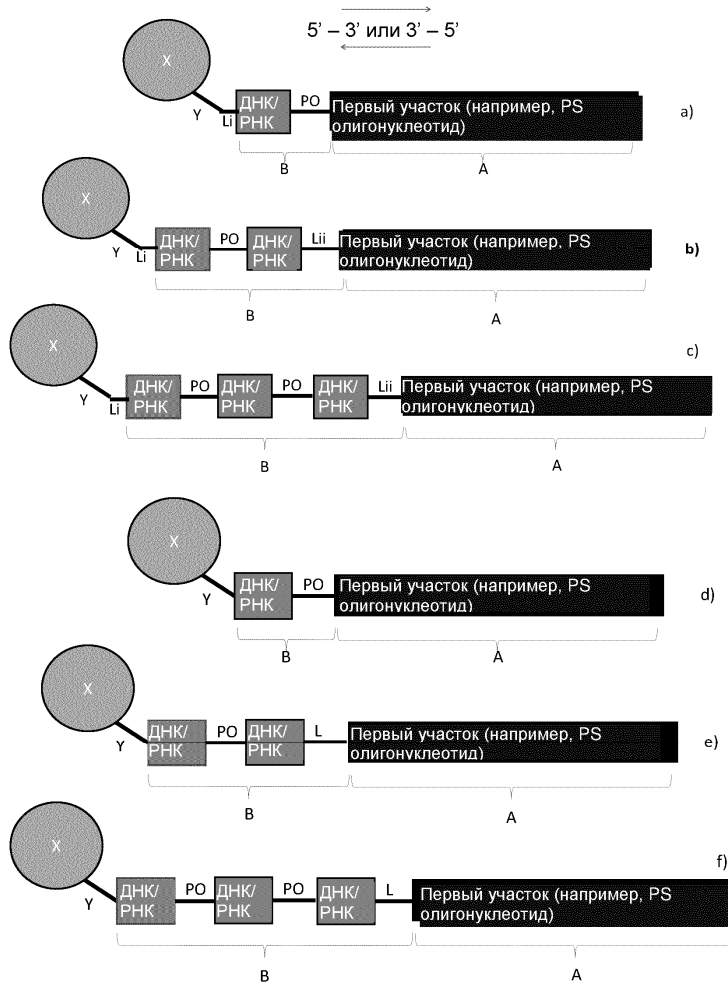 5’ – 3’ или 3’ – 5’
X
Y
Li
ДНК/
РНК
PO
Первый участок (например, PS
олигонуклеотид)
a)
B
A
X
Y
Li
ДНК/
РНК
PO
ДНК/
РНК
Lii
Первый участок (например, PS
олигонуклеотид)
b)
B
A
X
Y
Li
ДНК/
РНК
PO
ДНК/
РНК
PO
ДНК/
РНК
Lii
Первый участок (например, PS
олигонуклеотид)
c)
B
A
X
Y
ДНК/
РНК
PO
Первый участок (например, PS
олигонуклеотид)
d)
B
A
X
Y
ДНК/
РНК
PO
ДНК/
РНК
L
Первый участок (например, PS
олигонуклеотид)
e)
B
A
X
Y
ДНК/
РНК
PO
ДНК/
РНК
PO
ДНК/
РНК
L
Первый участок (например, PS
олигонуклеотид)
f)
B
A